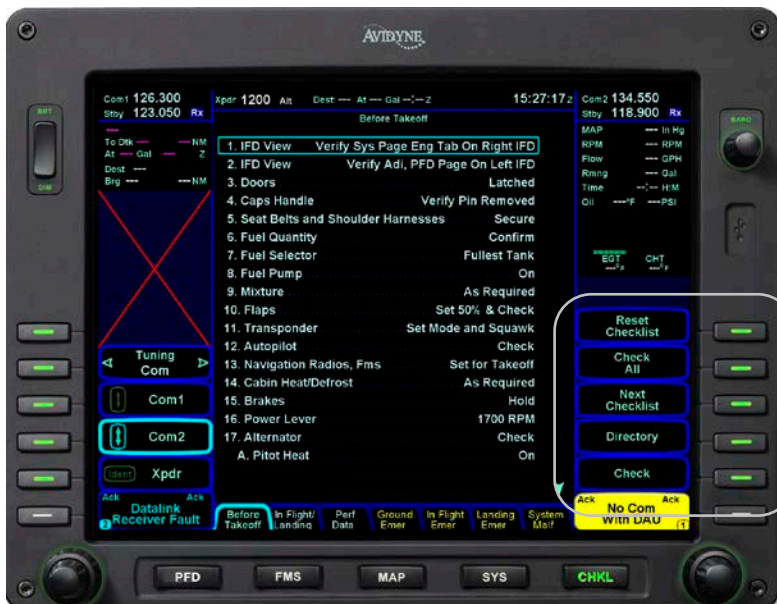 AVIDYNE
BRT
DIM
BARO
Com1 126.300
Stby 123.050 Rx
Xpdr 1200 Alt Dest --- At --- Gal --:-- Z 15:27:17 Z
Com2 134.550
Stby 118.900 Rx
---
To Dtk --- ---NM
At --- Gal --- Z
Dest ---
Brg --- ---NM
Before Takeoff
1. IFD View Verify Sys Page Eng Tab On Right IFD
2. IFD View Verify Adi, PFD Page On Left IFD
3. Doors Latched
4. Caps Handle Verify Pin Removed
5. Seat Belts and Shoulder Harnesses Secure
6. Fuel Quantity Confirm
7. Fuel Selector Fullest Tank
8. Fuel Pump On
9. Mixture As Required
10. Flaps Set 50% & Check
11. Transponder Set Mode and Squawk
12. Autopilot Check
13. Navigation Radios, Fms Set for Takeoff
14. Cabin Heat/Defrost As Required
15. Brakes Hold
16. Power Lever 1700 RPM
17. Alternator Check
A. Pitot Heat On
MAP --- In Hg
RPM --- RPM
Flow --- GPH
Rmng --- Gal
Time --:-- H:M
Oil ---°F ---PSI
EGT CHT
---°F ---°F
Tuning
Com
Com1
Com2
Ident Xpdr
Ack Ack
Datalink
2 Receiver Fault
Reset
Checklist
Check
All
Next
Checklist
Directory
Check
Ack Ack
No Com
With DAU 1
Before
Takeoff
In Flight/
Landing
Perf
Data
Ground
Emer
In Flight
Emer
Landing
Emer
System
Malf
PFD FMS MAP SYS CHKL